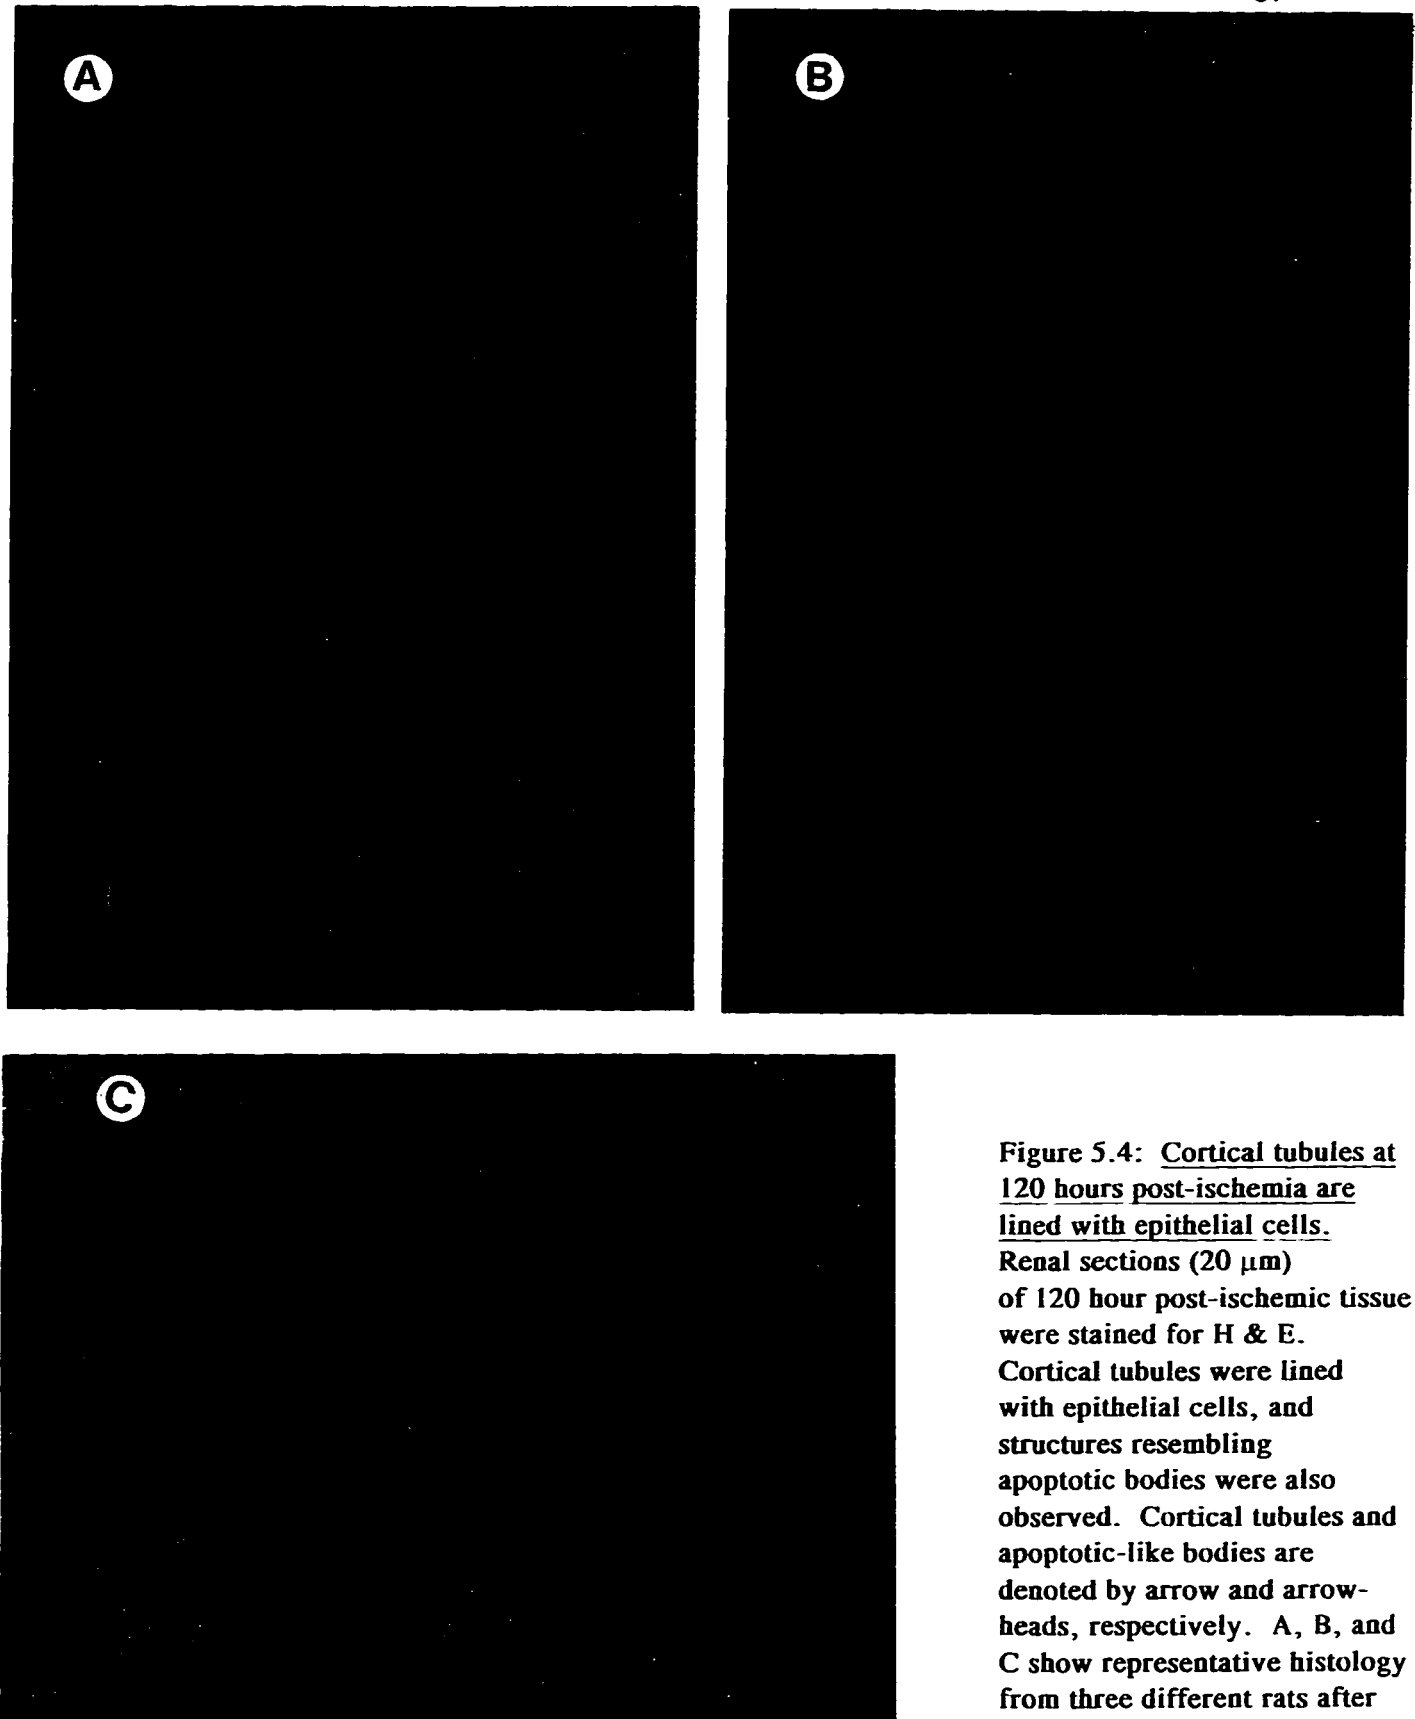 A
B
C
Figure 5.4: Cortical tubules at
120 hours post-ischemia are
lined with epithelial cells.
Renal sections (20 μm)
of 120 hour post-ischemic tissue
were stained for H & E.
Cortical tubules were lined
with epithelial cells, and
structures resembling
apoptotic bodies were also
observed. Cortical tubules and
apoptotic-like bodies are
denoted by arrow and arrow-
heads, respectively. A, B, and
C show representative histology
from three different rats after